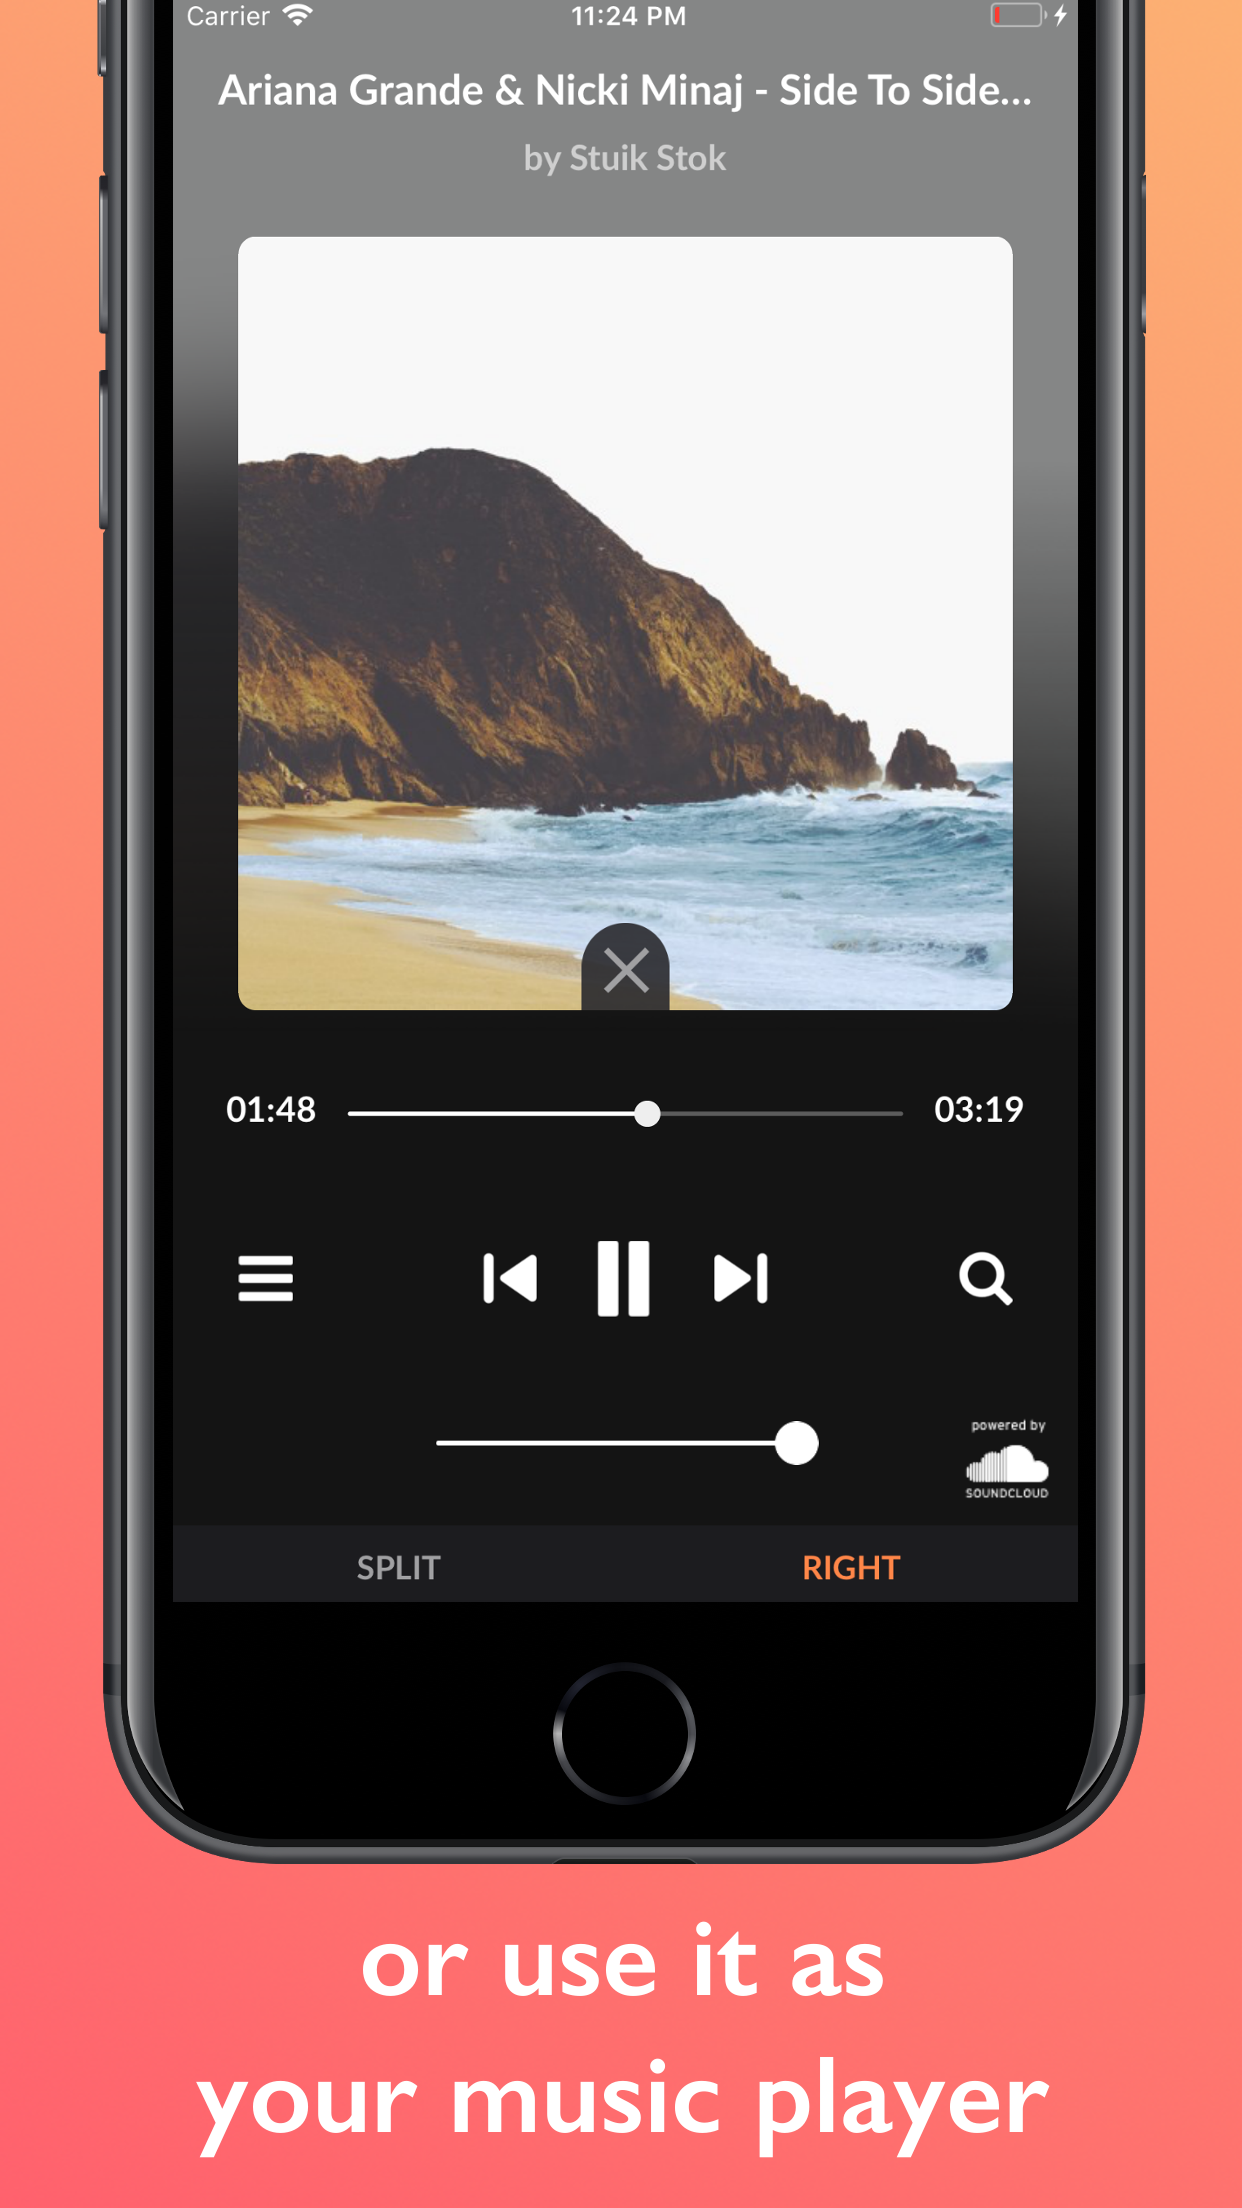 Carrier 11:24 PM
Ariana Grande & Nicki Minaj - Side To Side...
by Stuik Stok
01:48 03:19
powered by
SOUNDCLOUD
SPLIT RIGHT
or use it as
your music player